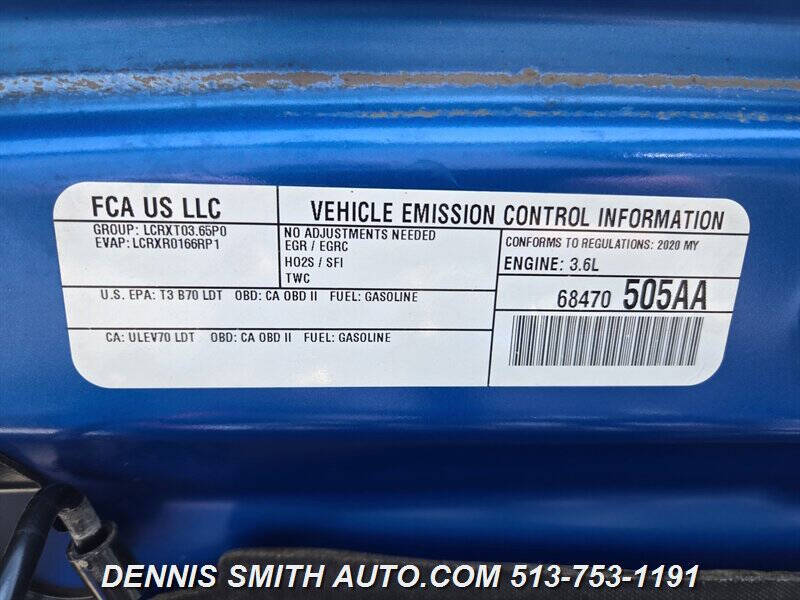 FCA US LLC
GROUP: LCRXT03.65P0
EVAP: LCRXR0166RP1
VEHICLE EMISSION CONTROL INFORMATION
NO ADJUSTMENTS NEEDED
EGR / EGRC
HO2S / SFI
TWC
CONFORMS TO REGULATIONS: 2020 MY
ENGINE: 3.6L
U.S. EPA: T3 B70 LDT OBD: CA OBD II FUEL: GASOLINE
68470 505AA
CA: ULEV70 LDT OBD: CA OBD II FUEL: GASOLINE
DENNIS SMITH AUTO.COM 513-753-1191